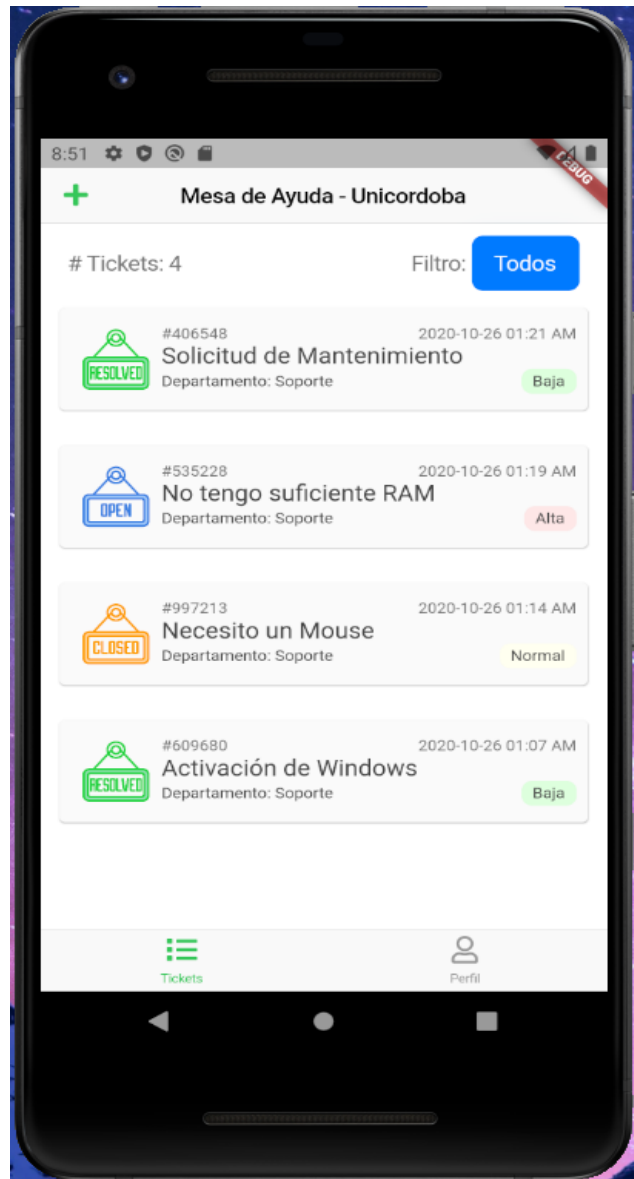 8:51
DEBUG
Mesa de Ayuda - Unicordoba
# Tickets: 4
Filtro: Todos
#406548 2020-10-26 01:21 AM
RESOLVED
Solicitud de Mantenimiento
Departamento: Soporte Baja
#535228 2020-10-26 01:19 AM
OPEN
No tengo suficiente RAM
Departamento: Soporte Alta
#997213 2020-10-26 01:14 AM
CLOSED
Necesito un Mouse
Departamento: Soporte Normal
#609680 2020-10-26 01:07 AM
RESOLVED
Activación de Windows
Departamento: Soporte Baja
Tickets Perfil